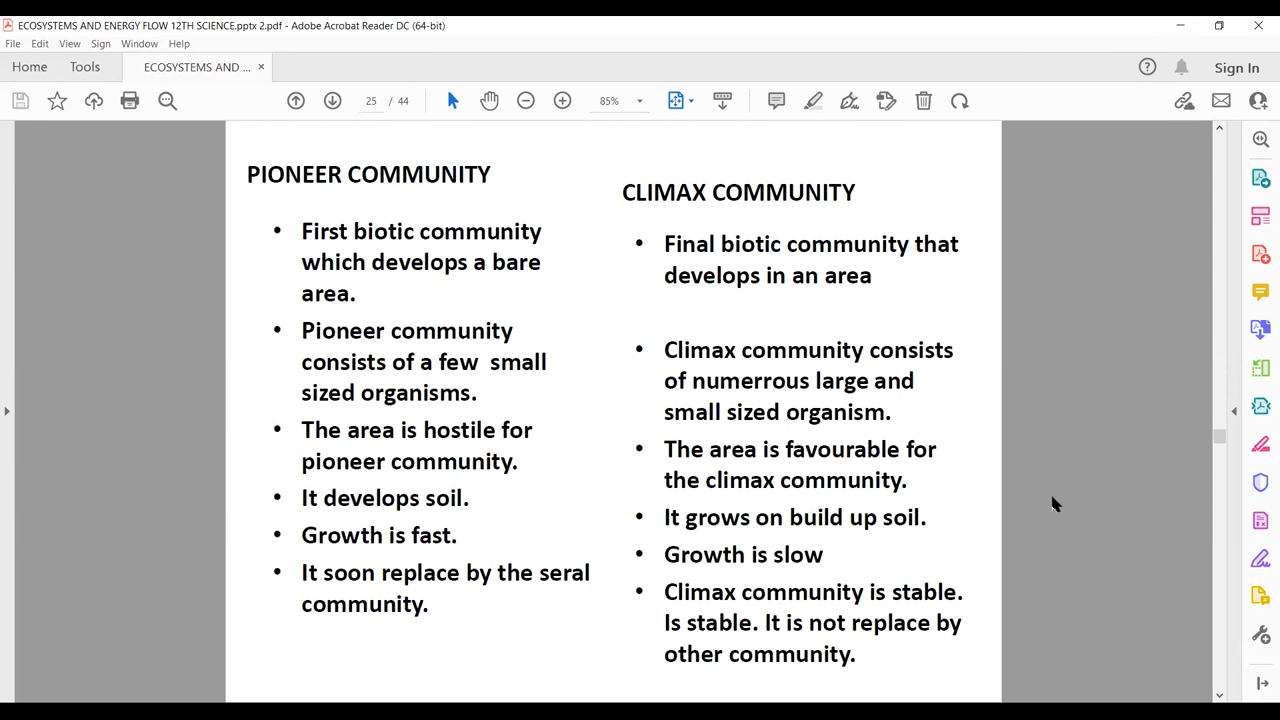 ECOSYSTEMS AND ENERGY FLOW 12TH SCIENCE.pptx 2.pdf - Adobe Acrobat Reader DC (64-bit)
File Edit View Sign Window Help
Home Tools ECOSYSTEMS AND ... × Sign In
25 / 44 85%
PIONEER COMMUNITY
• First biotic community
which develops a bare
area.
• Pioneer community
consists of a few small
sized organisms.
• The area is hostile for
pioneer community.
• It develops soil.
• Growth is fast.
• It soon replace by the seral
community.
CLIMAX COMMUNITY
• Final biotic community that
develops in an area
• Climax community consists
of numerrous large and
small sized organism.
• The area is favourable for
the climax community.
• It grows on build up soil.
• Growth is slow
• Climax community is stable.
Is stable. It is not replace by
other community.